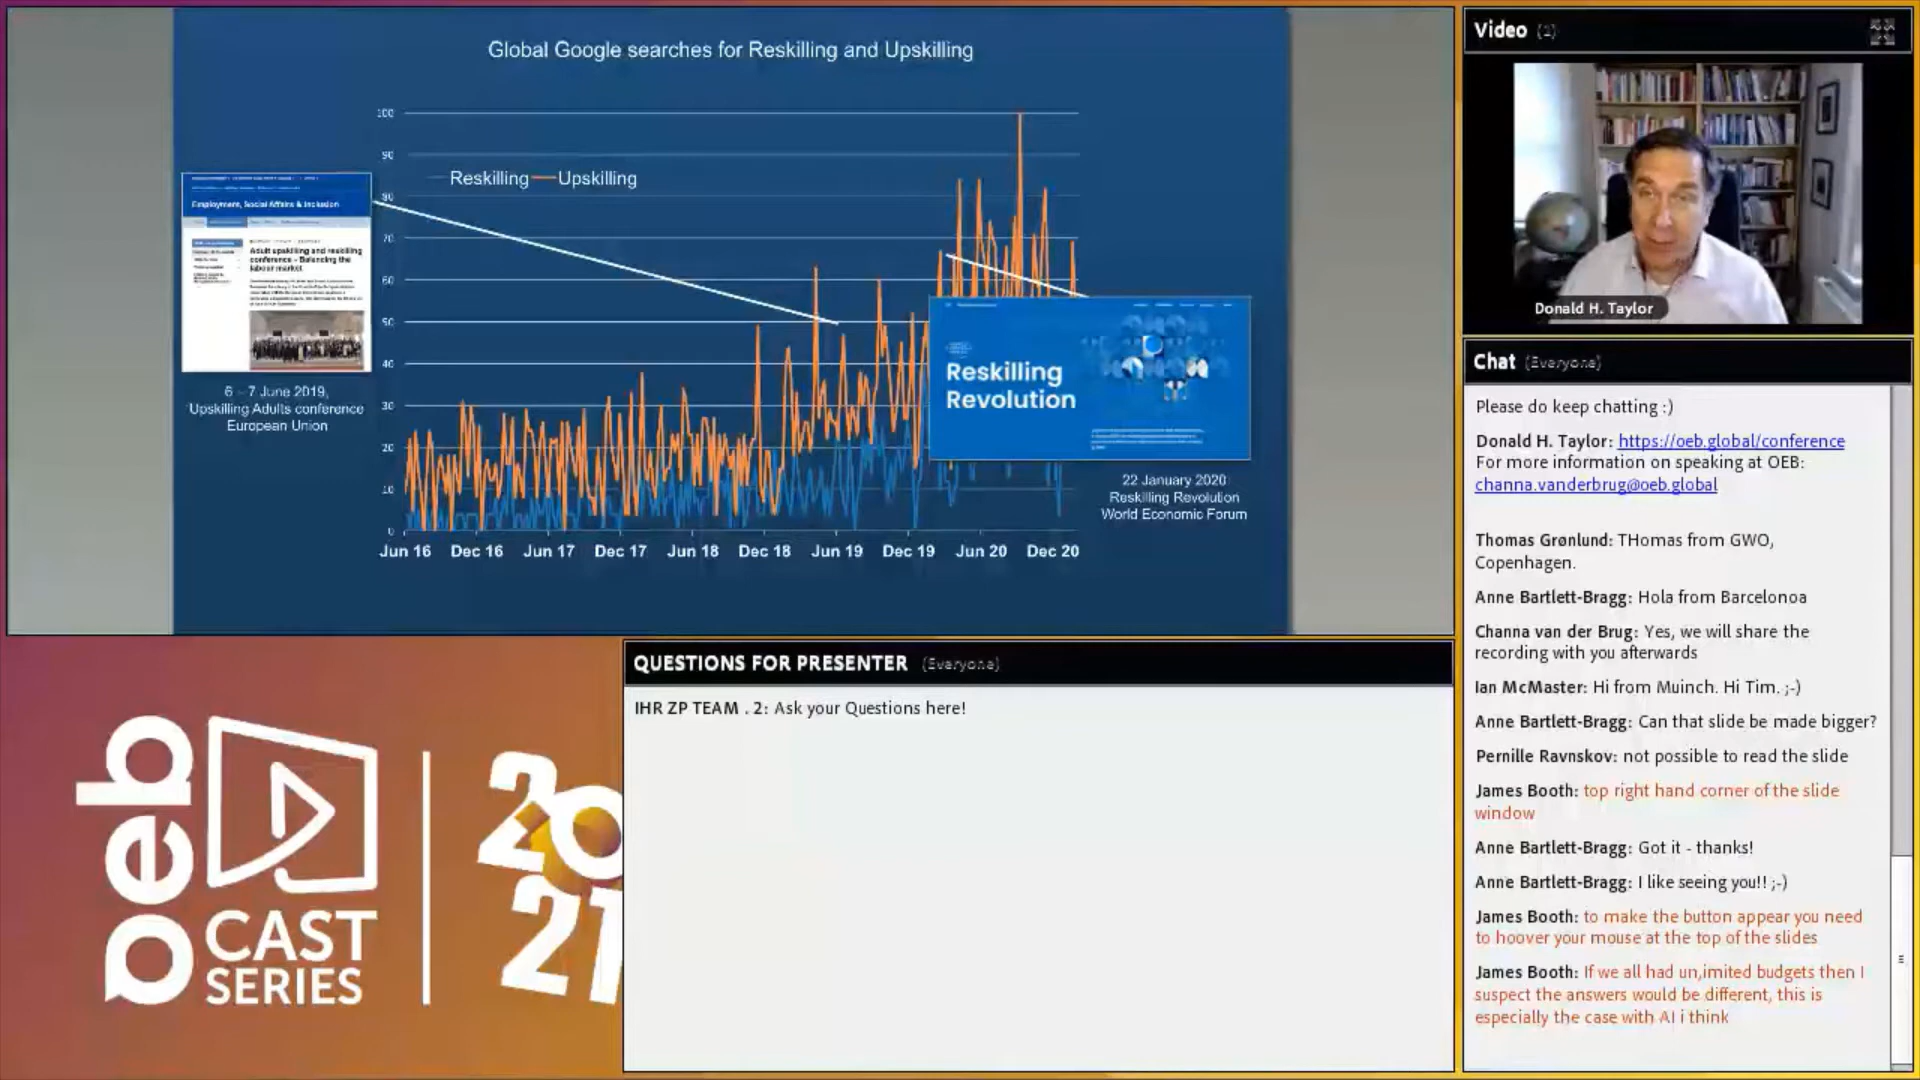 Global Google searches for Reskilling and Upskilling
100
90
80
70
60
50
40
30
20
10
0
Reskilling
Upskilling
Jun 16
Dec 16
Jun 17
Dec 17
Jun 18
Dec 18
Jun 19
Dec 19
Jun 20
Dec 20
Employment, Social Affairs & Inclusion
Adult upskilling and reskilling
conference - Balancing the
labour market
6 – 7 June 2019,
Upskilling Adults conference
European Union
Reskilling
Revolution
22 January 2020
Reskilling Revolution
World Economic Forum
Video (1)
Donald H. Taylor
Chat (Everyone)
Please do keep chatting :)
Donald H. Taylor: https://oeb.global/conference
For more information on speaking at OEB:
channa.vanderbrug@oeb.global
Thomas Grønlund: THomas from GWO,
Copenhagen.
Anne Bartlett-Bragg: Hola from Barcelonoa
Channa van der Brug: Yes, we will share the
recording with you afterwards
Ian McMaster: Hi from Muinch. Hi Tim. ;-)
Anne Bartlett-Bragg: Can that slide be made bigger?
Pernille Ravnskov: not possible to read the slide
James Booth: top right hand corner of the slide
window
Anne Bartlett-Bragg: Got it - thanks!
Anne Bartlett-Bragg: I like seeing you!! ;-)
James Booth: to make the button appear you need
to hoover your mouse at the top of the slides
James Booth: If we all had un,imited budgets then I
suspect the answers would be different, this is
especially the case with AI i think
QUESTIONS FOR PRESENTER (Everyone)
IHR ZP TEAM . 2: Ask your Questions here!
oeb
CAST
SERIES
20
21